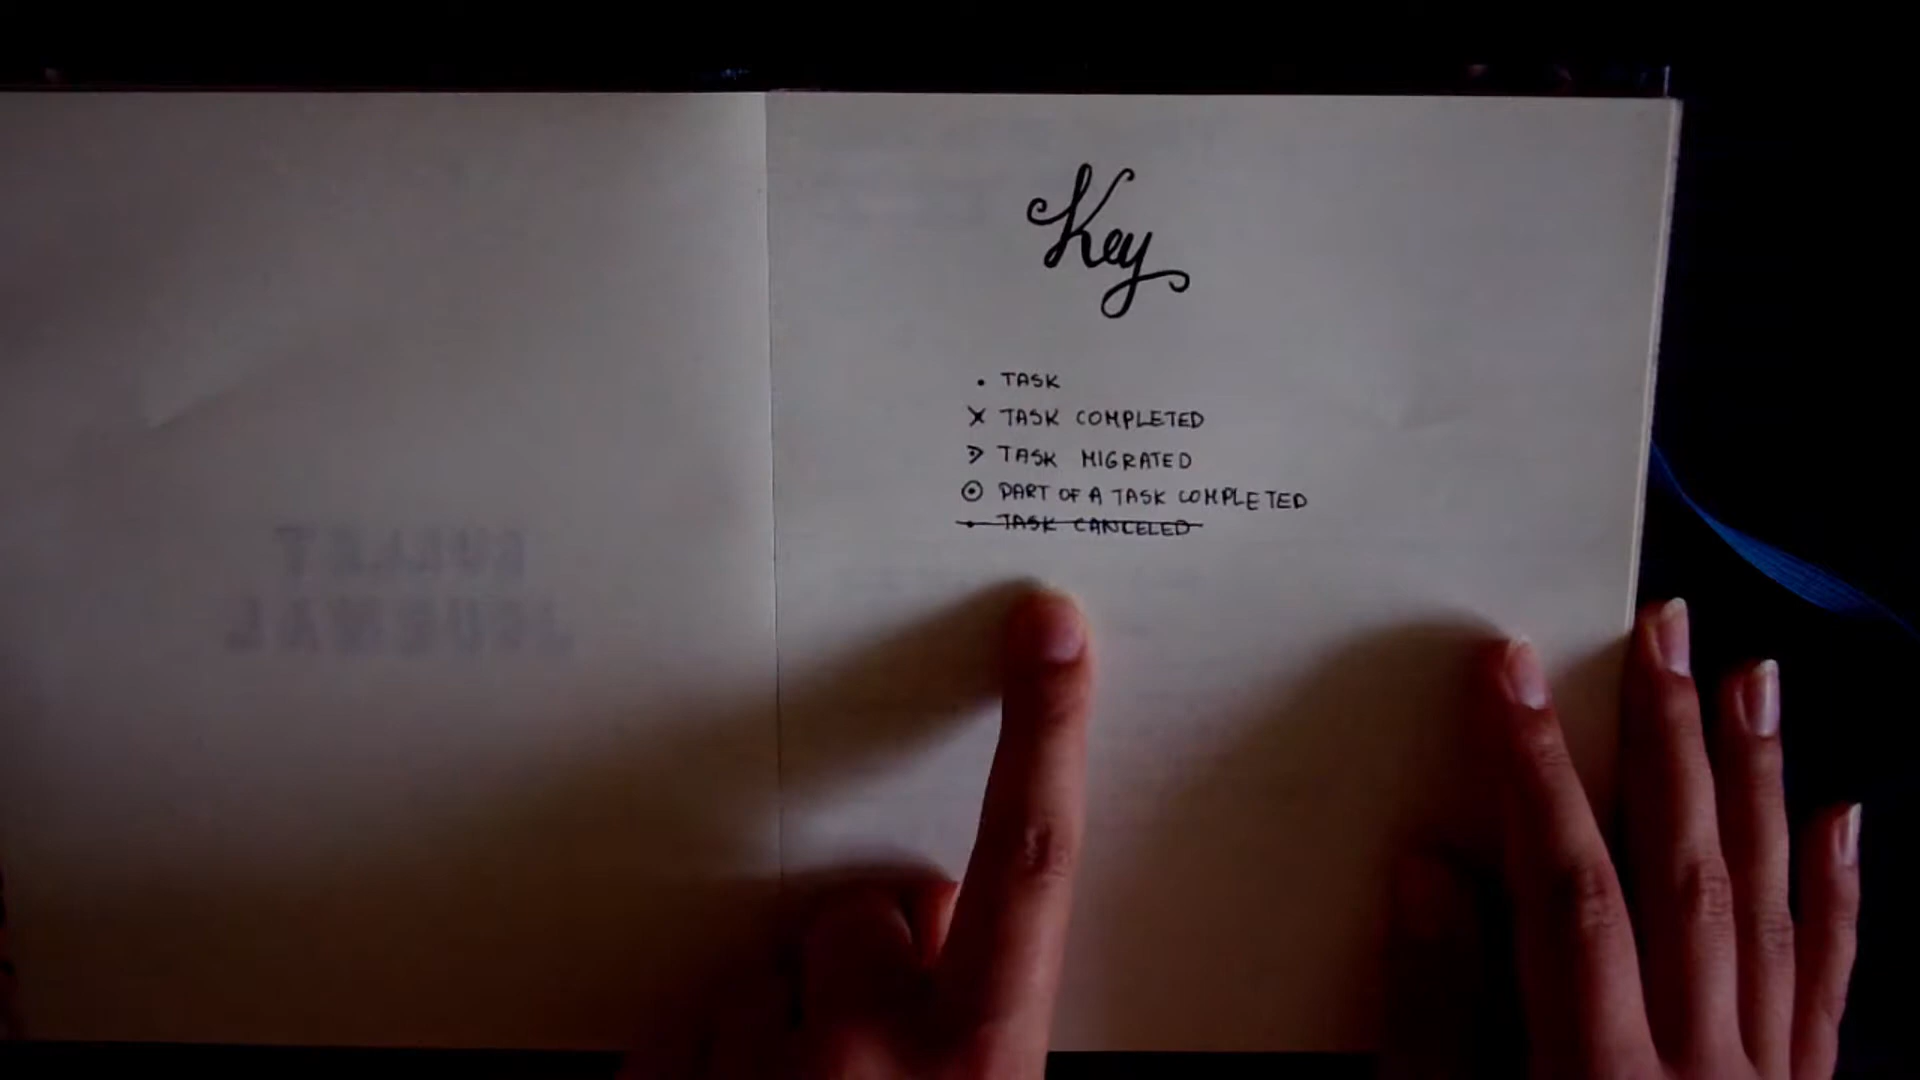 Key
• TASK
X TASK COMPLETED
> TASK MIGRATED
⊙ PART OF A TASK COMPLETED
• TASK CANCELED